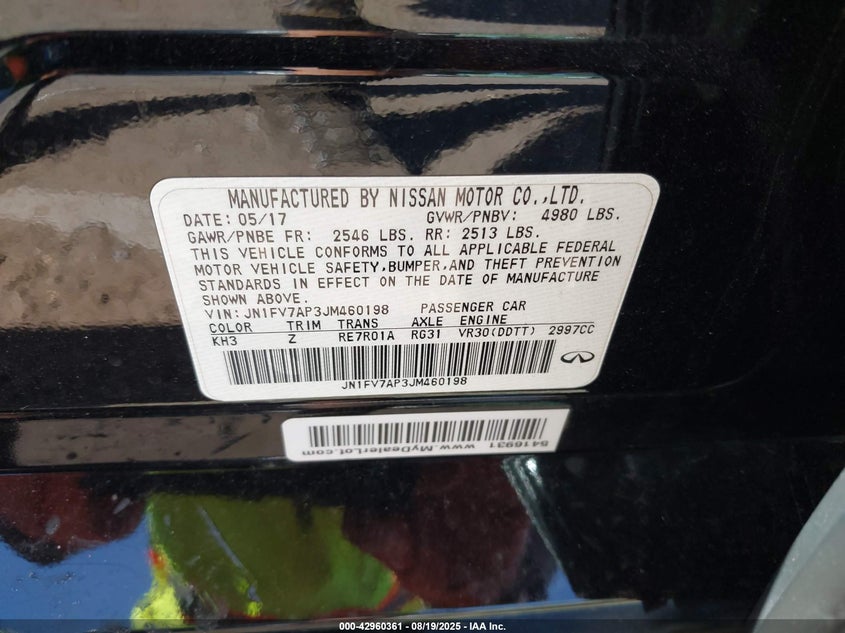 MANUFACTURED BY NISSAN MOTOR CO.,LTD.
DATE: 05/17 GVWR/PNBV: 4980 LBS.
GAWR/PNBE FR: 2546 LBS. RR: 2513 LBS.
THIS VEHICLE CONFORMS TO ALL APPLICABLE FEDERAL
MOTOR VEHICLE SAFETY,BUMPER,AND THEFT PREVENTION
STANDARDS IN EFFECT ON THE DATE OF MANUFACTURE
SHOWN ABOVE.
VIN: JN1FV7AP3JM460198 PASSENGER CAR
COLOR TRIM TRANS AXLE ENGINE
KH3 Z RE7R01A RG31 VR30(DDTT) 2997CC
JN1FV7AP3JM460198
5416931
www.MyDealerLot.com
000-42960361 - 08/19/2025 - IAA Inc.